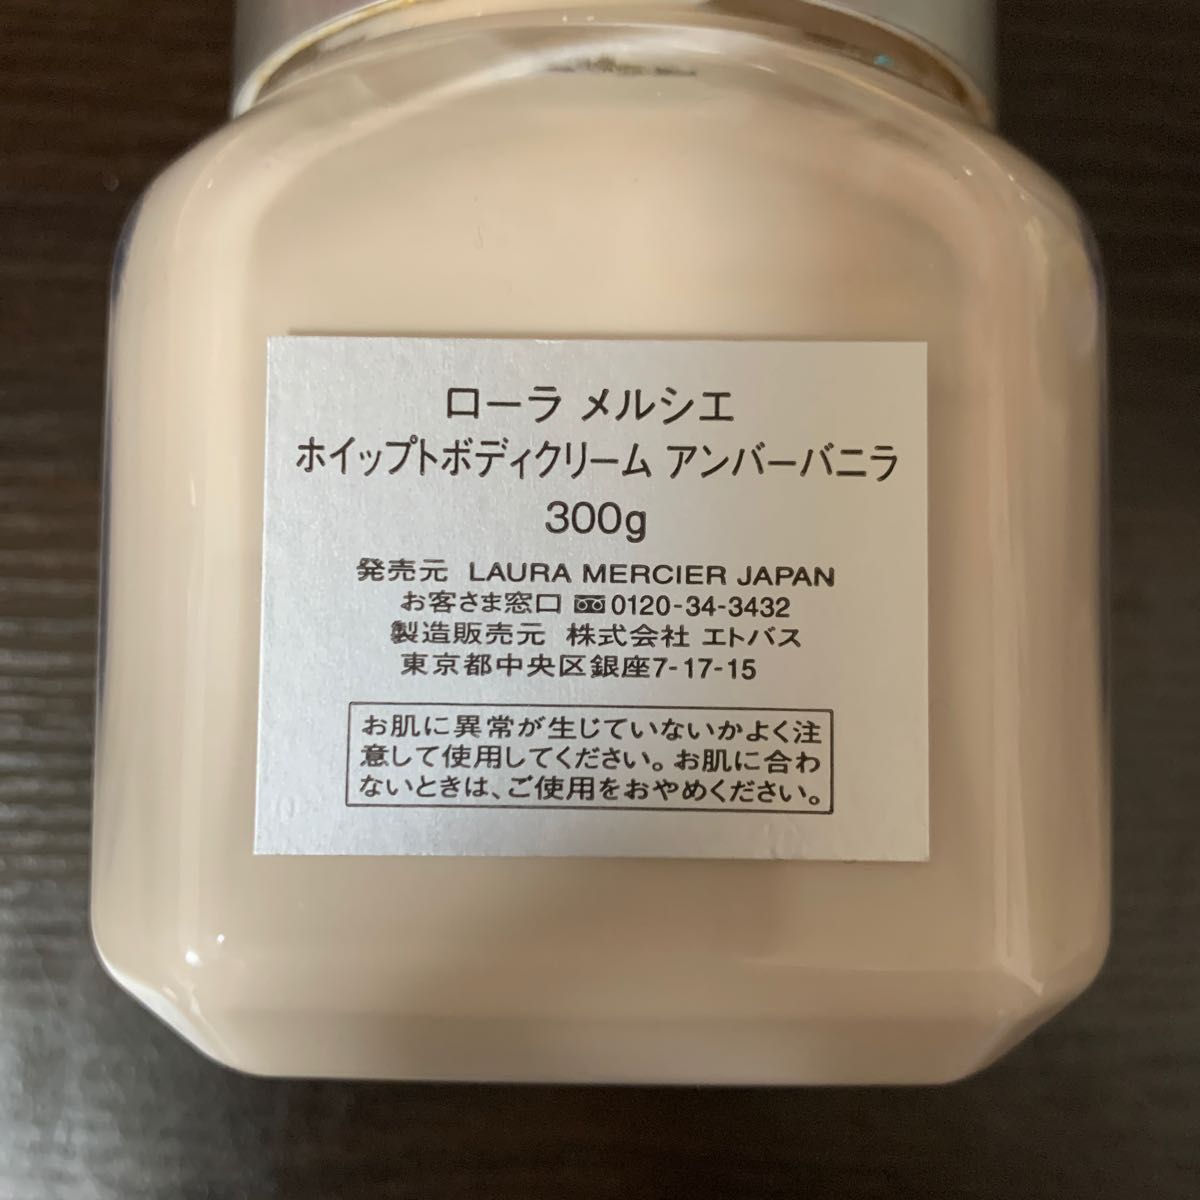 ローラ メルシエ
ホイップトボディクリーム アンバーバニラ
300g
発売元 LAURA MERCIER JAPAN
お客さま窓口 0120-34-3432
製造販売元 株式会社 エトバス
東京都中央区銀座7-17-15
お肌に異常が生じていないかよく注
意して使用してください。お肌に合わ
ないときは、ご使用をおやめください。